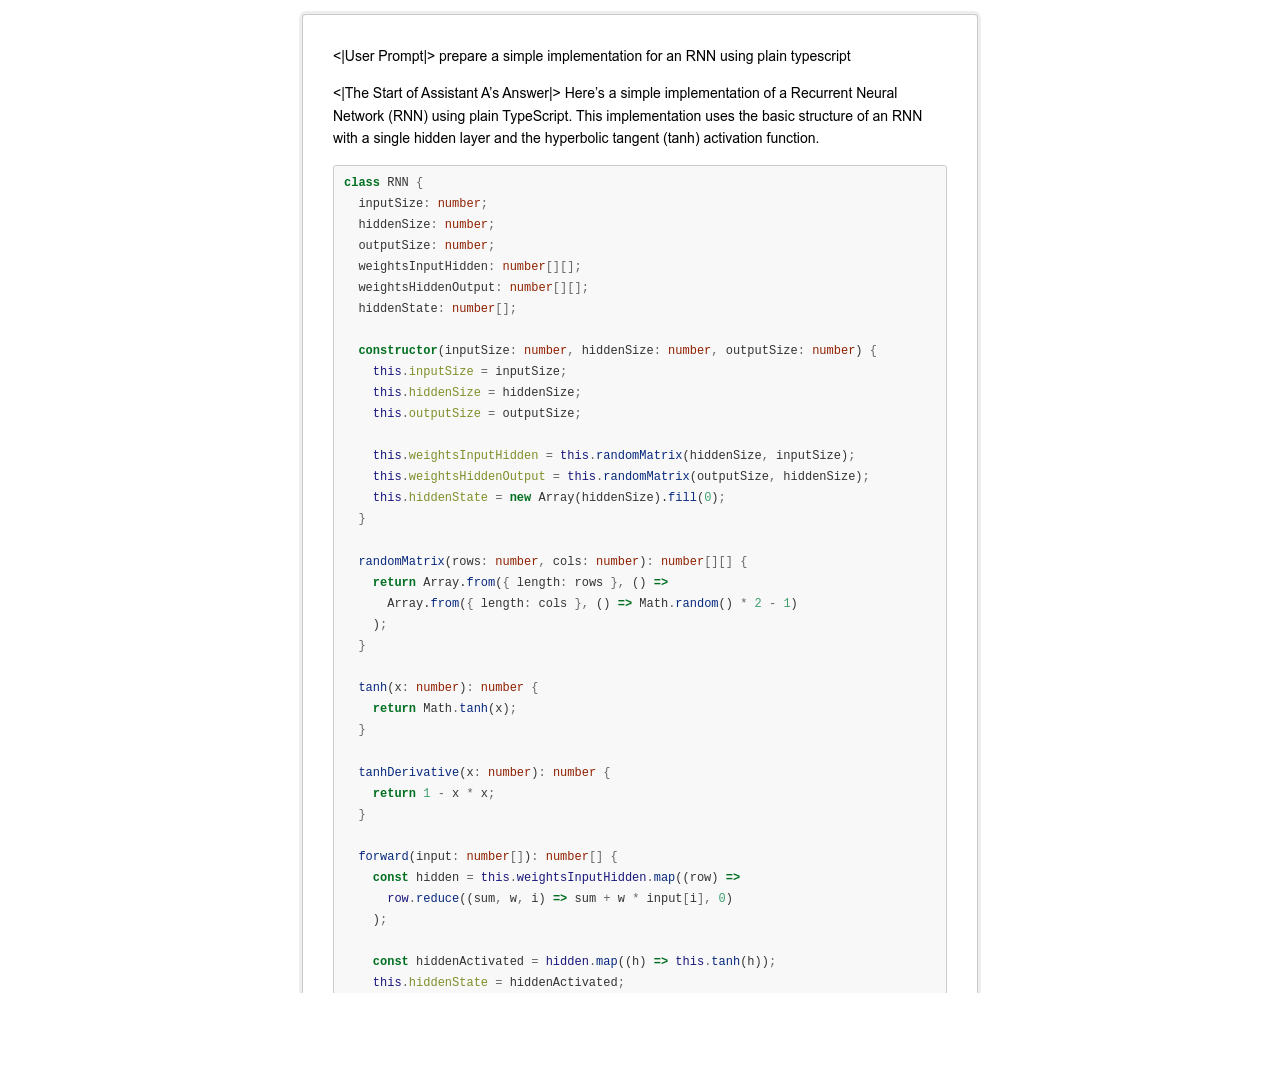 <|User Prompt|> prepare a simple implementation for an RNN using plain typescript
<|The Start of Assistant A’s Answer|> Here’s a simple implementation of a Recurrent Neural
Network (RNN) using plain TypeScript. This implementation uses the basic structure of an RNN
with a single hidden layer and the hyperbolic tangent (tanh) activation function.
class RNN {
  inputSize: number;
  hiddenSize: number;
  outputSize: number;
  weightsInputHidden: number[][];
  weightsHiddenOutput: number[][];
  hiddenState: number[];

  constructor(inputSize: number, hiddenSize: number, outputSize: number) {
    this.inputSize = inputSize;
    this.hiddenSize = hiddenSize;
    this.outputSize = outputSize;

    this.weightsInputHidden = this.randomMatrix(hiddenSize, inputSize);
    this.weightsHiddenOutput = this.randomMatrix(outputSize, hiddenSize);
    this.hiddenState = new Array(hiddenSize).fill(0);
  }

  randomMatrix(rows: number, cols: number): number[][] {
    return Array.from({ length: rows }, () =>
      Array.from({ length: cols }, () => Math.random() * 2 - 1)
    );
  }

  tanh(x: number): number {
    return Math.tanh(x);
  }

  tanhDerivative(x: number): number {
    return 1 - x * x;
  }

  forward(input: number[]): number[] {
    const hidden = this.weightsInputHidden.map((row) =>
      row.reduce((sum, w, i) => sum + w * input[i], 0)
    );

    const hiddenActivated = hidden.map((h) => this.tanh(h));
    this.hiddenState = hiddenActivated;